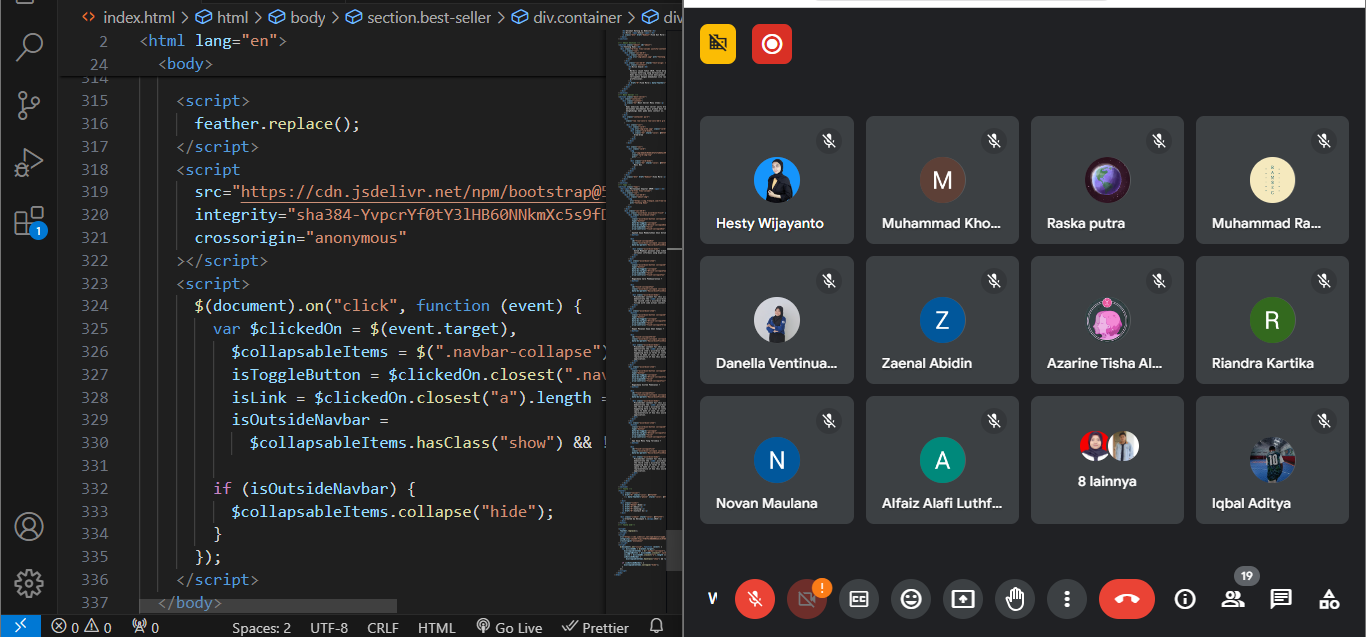 index.html > html > body > section.best-seller > div.container > div
2 <html lang="en">
24 <body>
314
315 <script>
316 feather.replace();
317 </script>
318 <script
319 src="https://cdn.jsdelivr.net/npm/bootstrap@5
320 integrity="sha384-YvpcrYf0tY3lHB60NNkmXc5s9fD
321 crossorigin="anonymous"
322 ></script>
323 <script>
324 $(document).on("click", function (event) {
325 var $clickedOn = $(event.target),
326 $collapsableItems = $(".navbar-collapse")
327 isToggleButton = $clickedOn.closest(".nav
328 isLink = $clickedOn.closest("a").length =
329 isOutsideNavbar =
330 $collapsableItems.hasClass("show") && !
331
332 if (isOutsideNavbar) {
333 $collapsableItems.collapse("hide");
334 }
335 });
336 </script>
337 </body>
1
0 0 0 Spaces: 2 UTF-8 CRLF HTML Go Live Prettier
Hesty Wijayanto
M
Muhammad Kho...
Raska putra
Muhammad Ra...
Danella Ventinua...
Z
Zaenal Abidin
Azarine Tisha Al...
R
Riandra Kartika
N
Novan Maulana
A
Alfaiz Alafi Luthf...
8 lainnya
10
Iqbal Aditya
W
!
CC
19